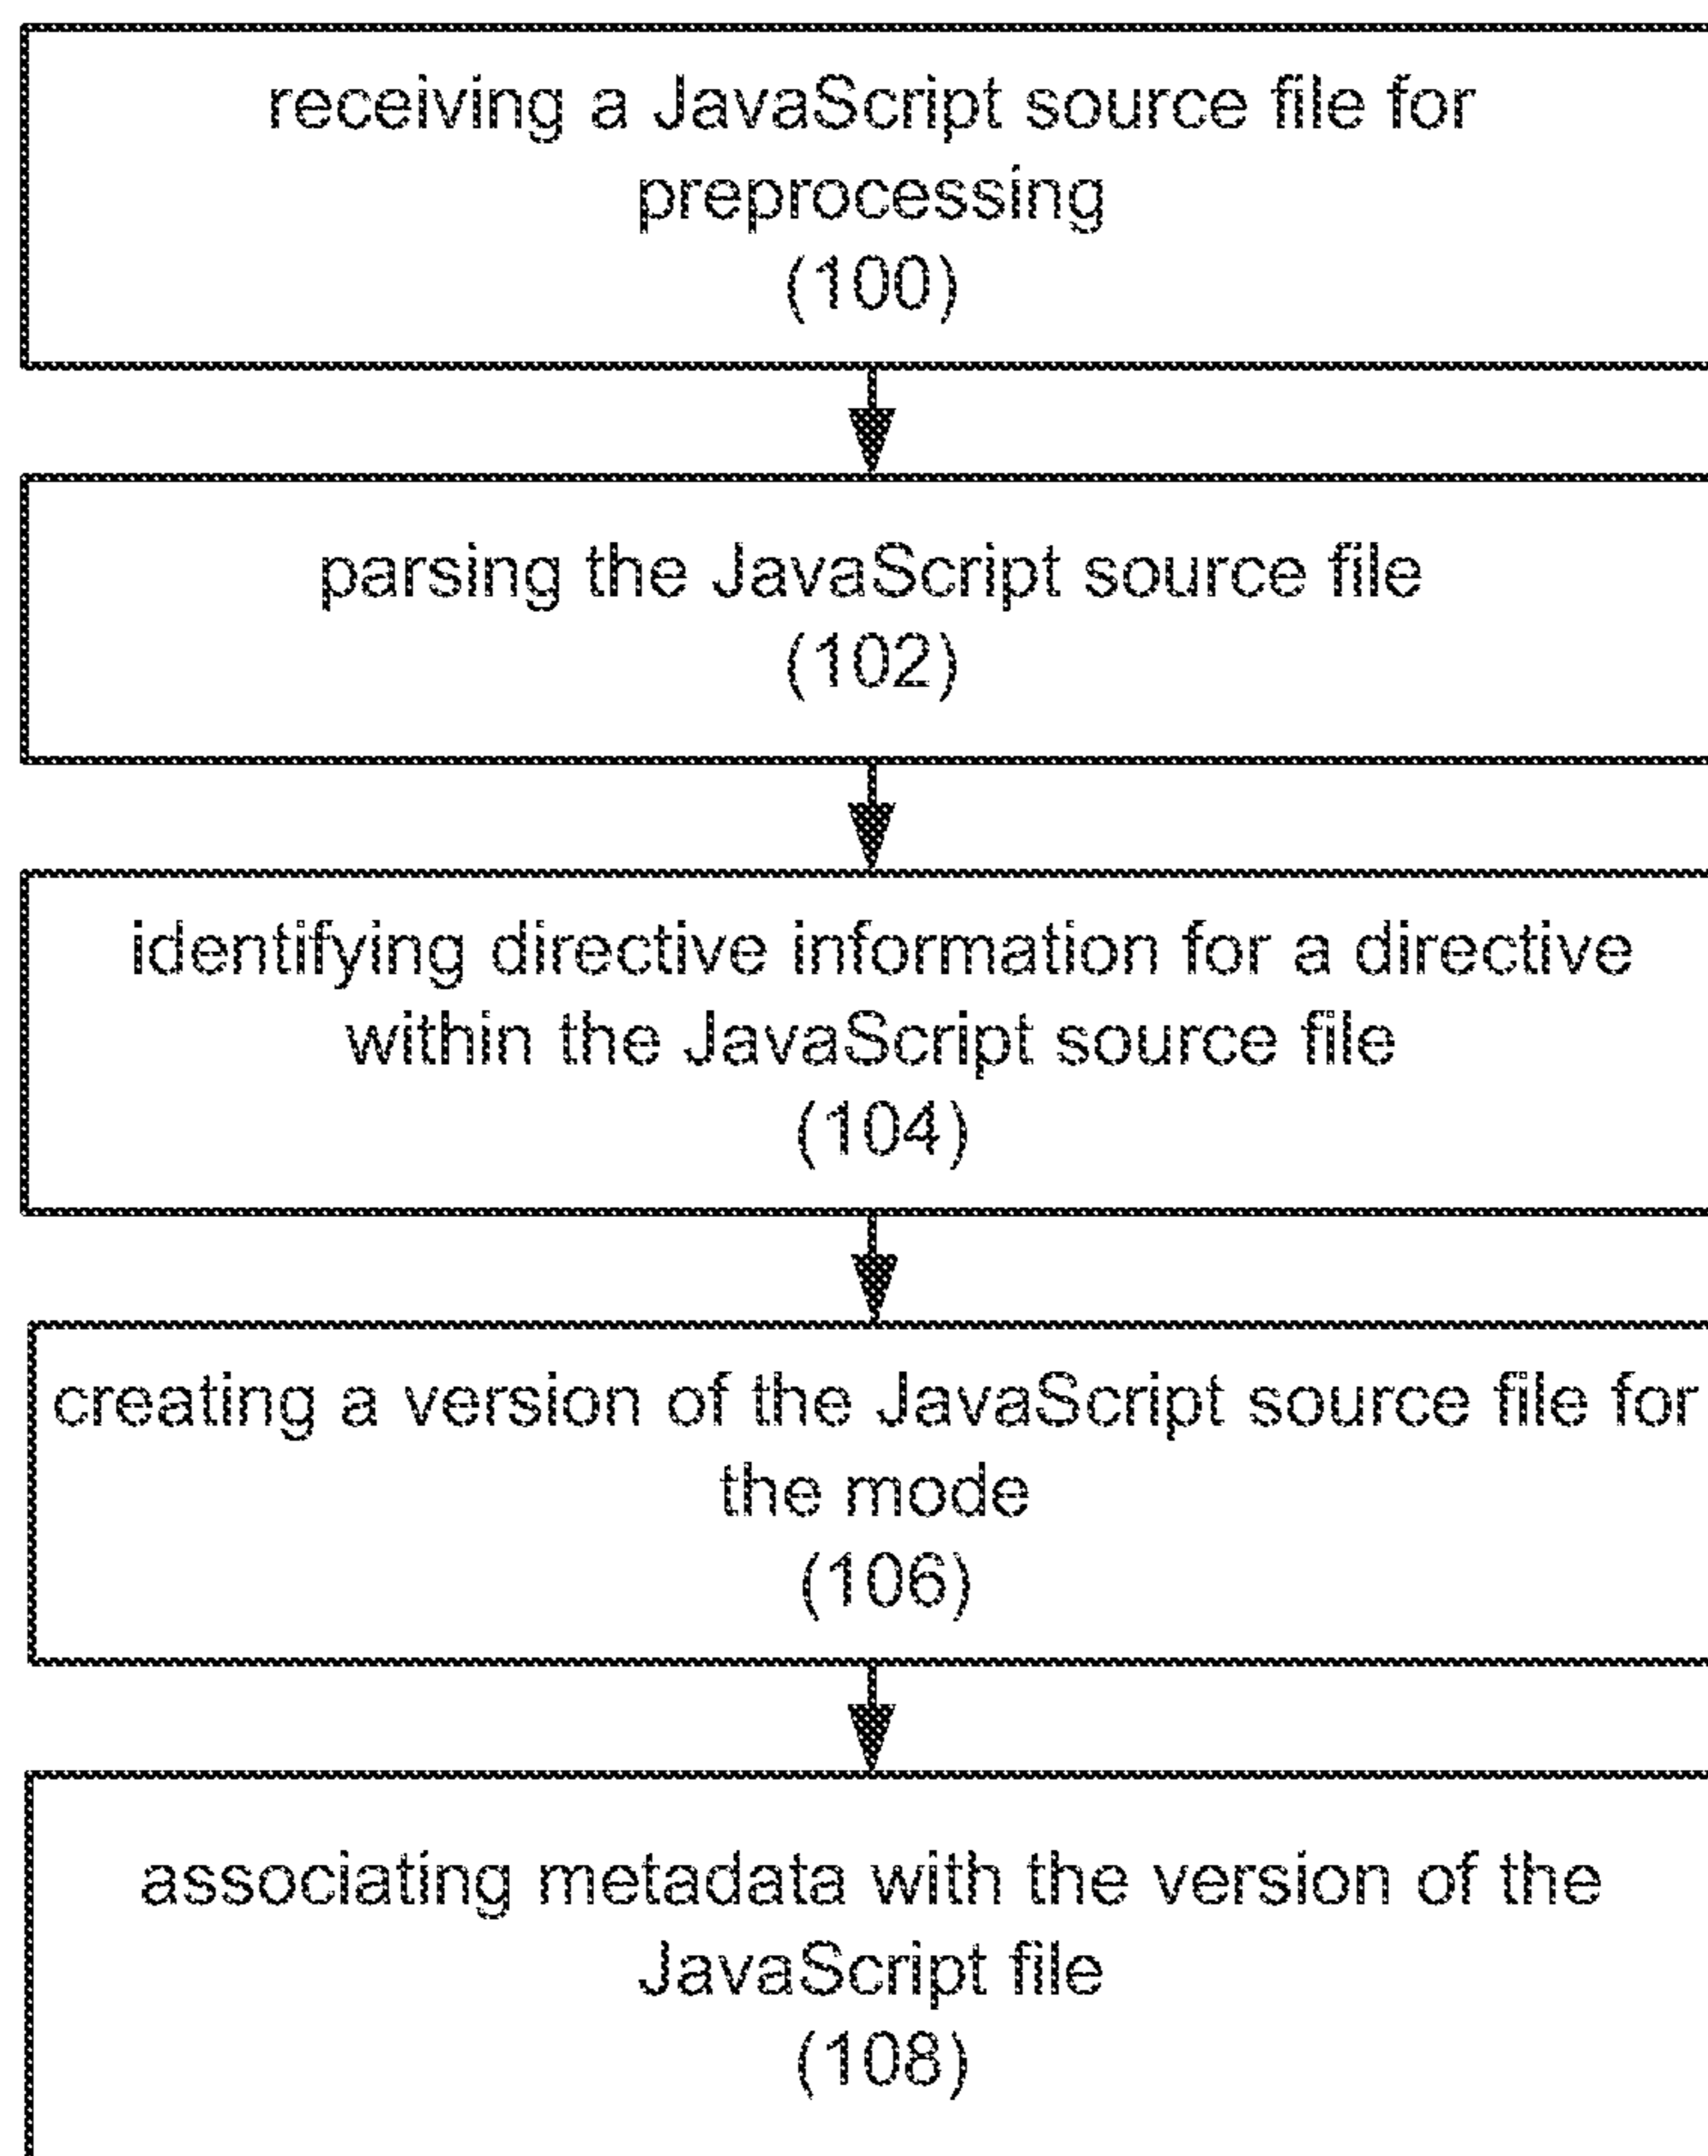 receiving a JavaScript source file for
preprocessing
(100)
parsing the JavaScript source file
(102)
identifying directive information for a directive
within the JavaScript source file
(104)
creating a version of the JavaScript source file for
the mode
(106)
associating metadata with the version of the
JavaScript file
(108)